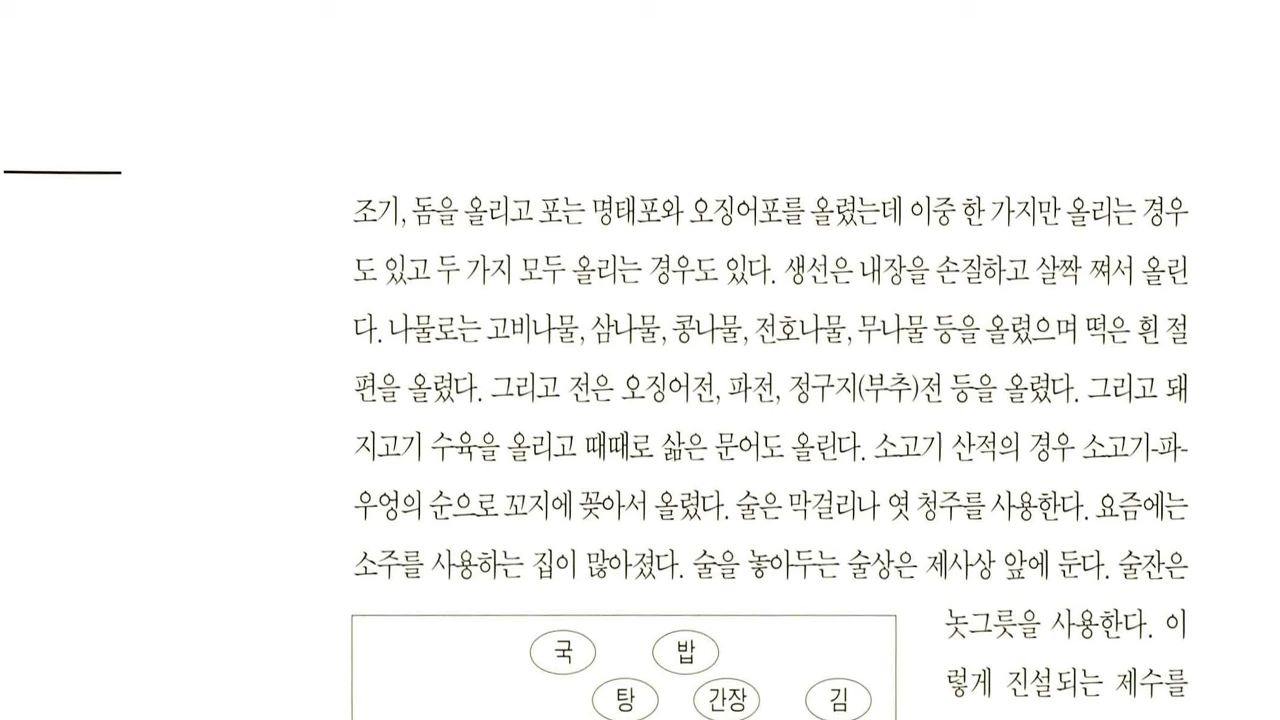 조기, 돔을 올리고 포는 명태포와 오징어포를 올렸는데 이중 한 가지만 올리는 경우
도 있고 두 가지 모두 올리는 경우도 있다. 생선은 내장을 손질하고 살짝 쪄서 올린
다. 나물로는 고비나물, 삼나물, 콩나물, 전호나물, 무나물 등을 올렸으며 떡은 흰 절
편을 올렸다. 그리고 전은 오징어전, 파전, 정구지(부추)전 등을 올렸다. 그리고 돼
지고기 수육을 올리고 때때로 삶은 문어도 올린다. 소고기 산적의 경우 소고기-파-
우엉의 순으로 꼬지에 꽂아서 올렸다. 술은 막걸리나 엿 청주를 사용한다. 요즘에는
소주를 사용하는 집이 많아졌다. 술을 놓아두는 술상은 제사상 앞에 둔다. 술잔은
놋그릇을 사용한다. 이
렇게 진설되는 제수를
국 밥
탕 간장 김